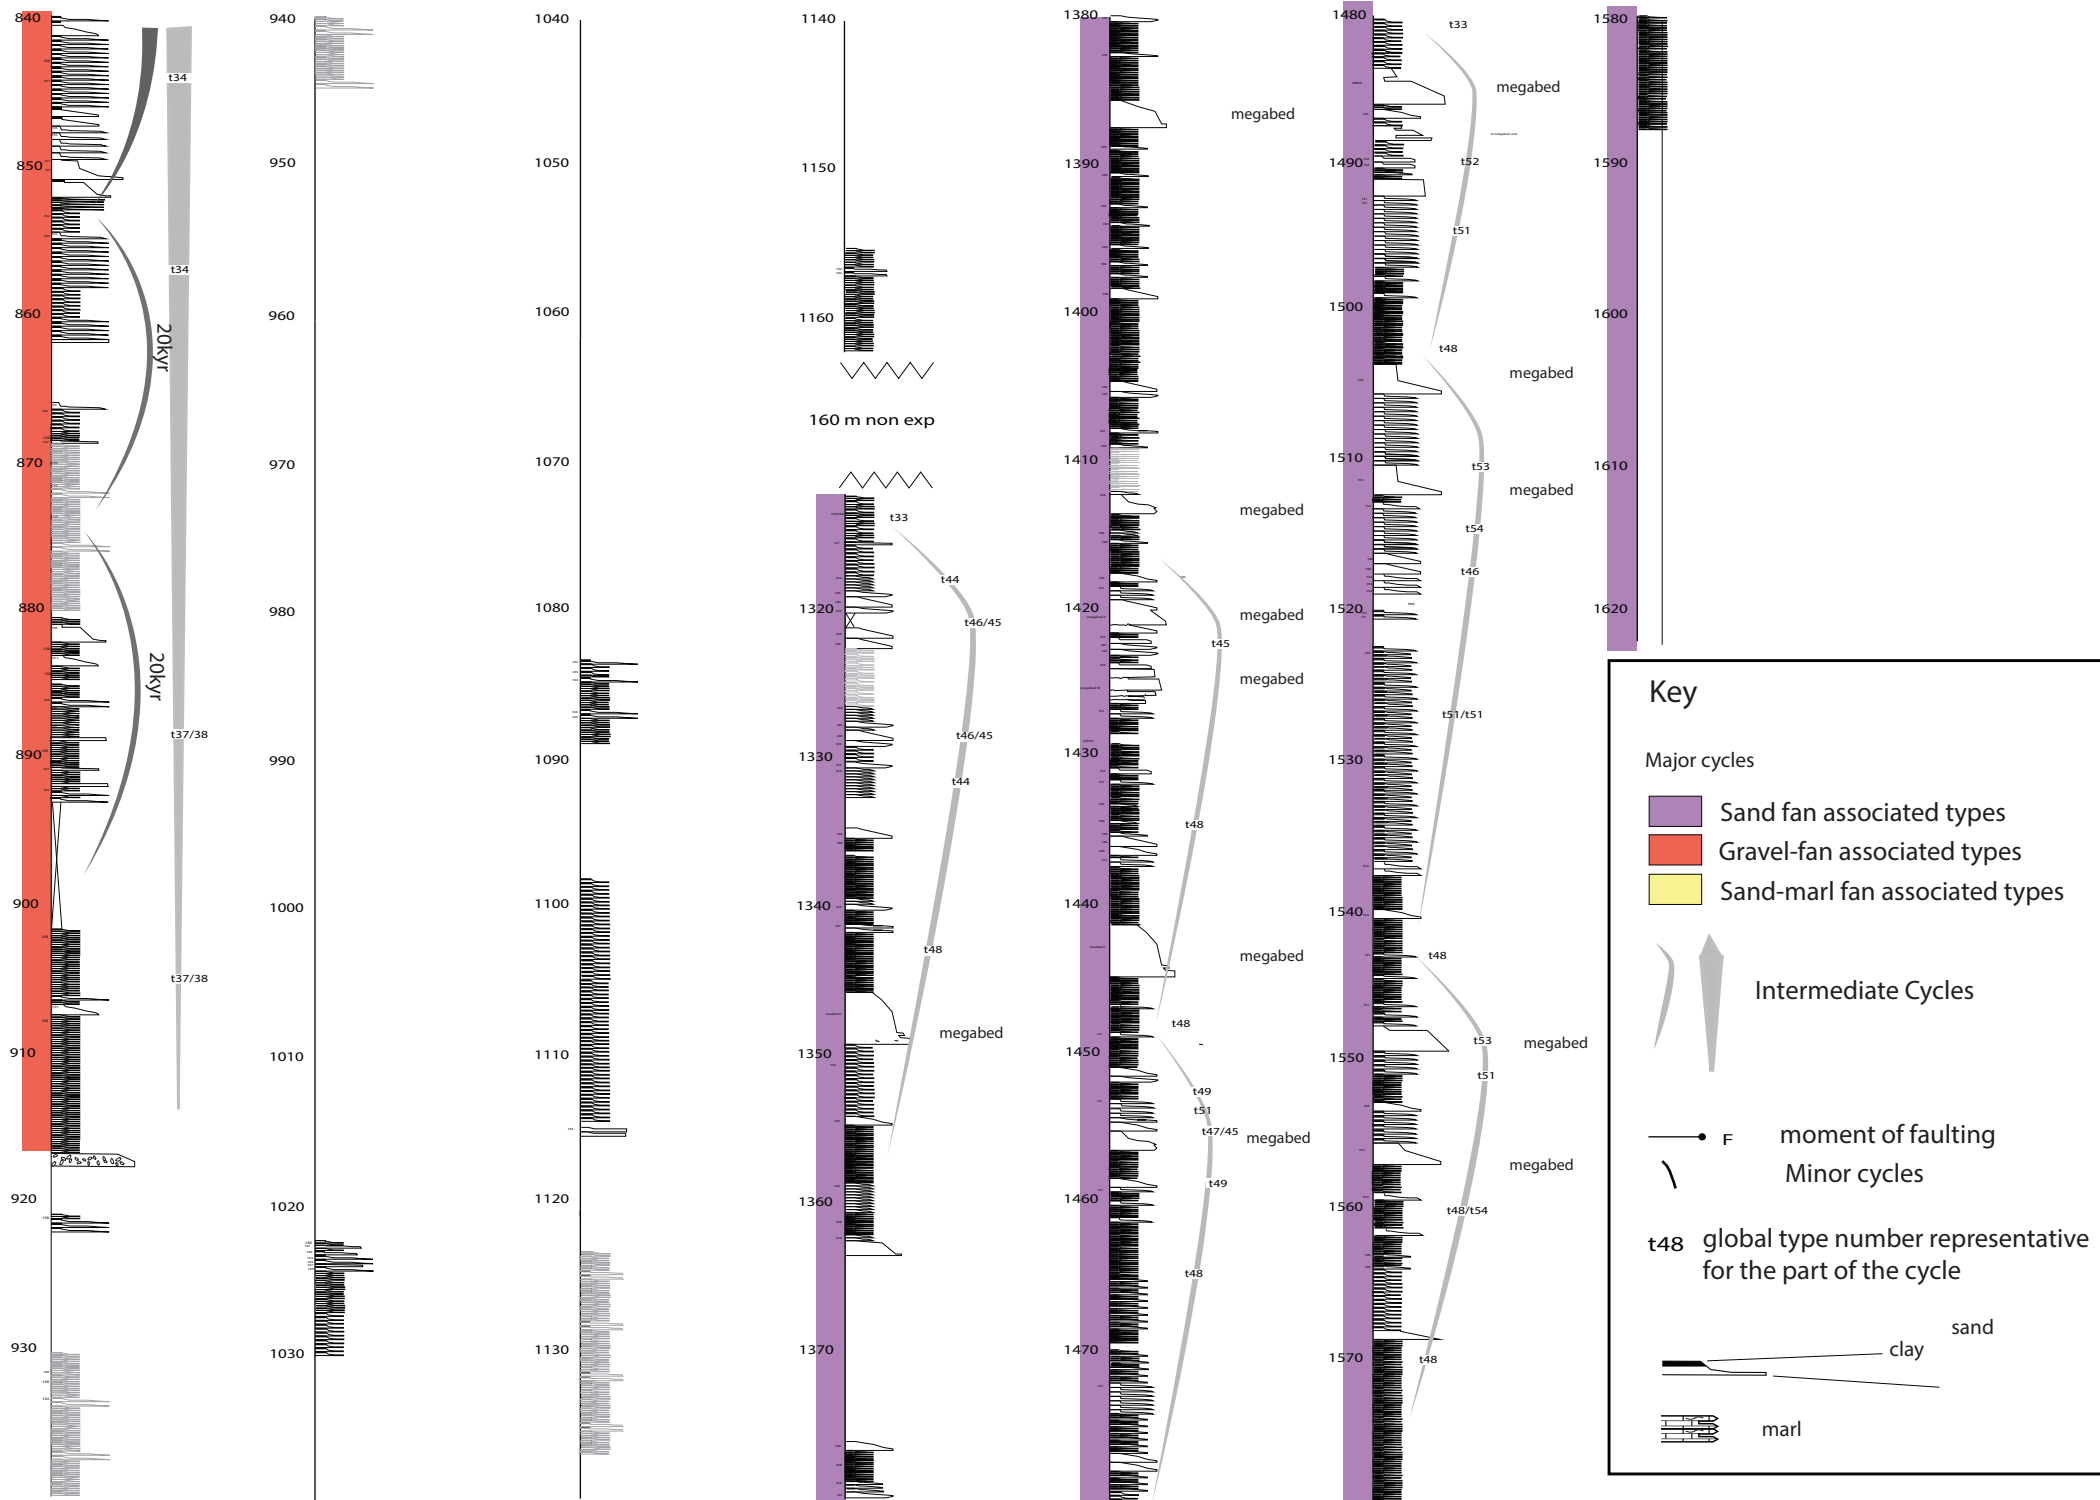 840
850
860
870
880
890
900
910
920
930
t34
t34
t37/38
t37/38
20kyr
20kyr
940
950
960
970
980
990
1000
1010
1020
1030
1040
1050
1060
1070
1080
1090
1100
1110
1120
1130
1140
1150
1160
160 m non exp
1320
1330
1340
1350
1360
1370
t33
t44
t46/45
t46/45
t44
t48
megabed
1380
1390
1400
1410
1420
1430
1440
1450
1460
1470
megabed
megabed
megabed
t45
megabed
t48
megabed
t48
t49
t51
t47/45
megabed
t49
t48
1480
1490
1500
1510
1520
1530
1540
1550
1560
1570
t33
megabed
t52
t51
t48
megabed
t53
megabed
t54
t46
t51/t51
t48
t53
megabed
t51
megabed
t48/t54
t48
1580
1590
1600
1610
1620
Key
Major cycles
Sand fan associated types
Gravel-fan associated types
Sand-marl fan associated types
Intermediate Cycles
F moment of faulting
Minor cycles
t48 global type number representative
for the part of the cycle
sand
clay
marl